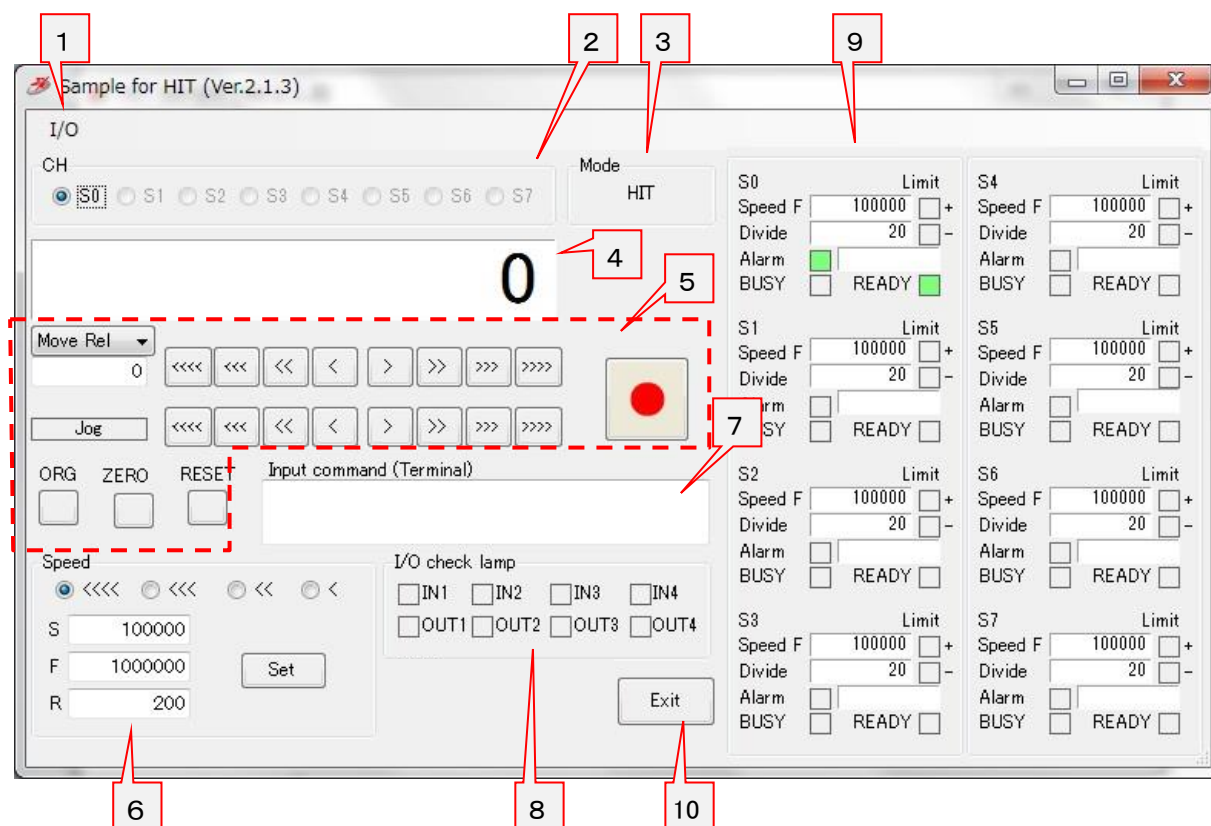 1
2
3
9
Sample for HIT (Ver.2.1.3)
I/O
CH
S0 S1 S2 S3 S4 S5 S6 S7
Mode
HIT
0
4
5
Move Rel
0
<<<< <<< << < > >> >>> >>>>
Jog
<<<< <<< << < > >> >>> >>>>
7
ORG ZERO RESET
Input command (Terminal)
Speed
<<<< <<< << <
S 100000
F 1000000
R 200
Set
I/O check lamp
IN1 IN2 IN3 IN4
OUT1 OUT2 OUT3 OUT4
Exit
S0 Limit
Speed F 100000 +
Divide 20 -
Alarm
BUSY READY
S1 Limit
Speed F 100000 +
Divide 20 -
BUSY READY
S2 Limit
Speed F 100000 +
Divide 20 -
Alarm
BUSY READY
S3 Limit
Speed F 100000 +
Divide 20 -
Alarm
BUSY READY
S4 Limit
Speed F 100000 +
Divide 20 -
Alarm
BUSY READY
S5 Limit
Speed F 100000 +
Divide 20 -
Alarm
BUSY READY
S6 Limit
Speed F 100000 +
Divide 20 -
Alarm
BUSY READY
S7 Limit
Speed F 100000 +
Divide 20 -
Alarm
BUSY READY
6
8
10